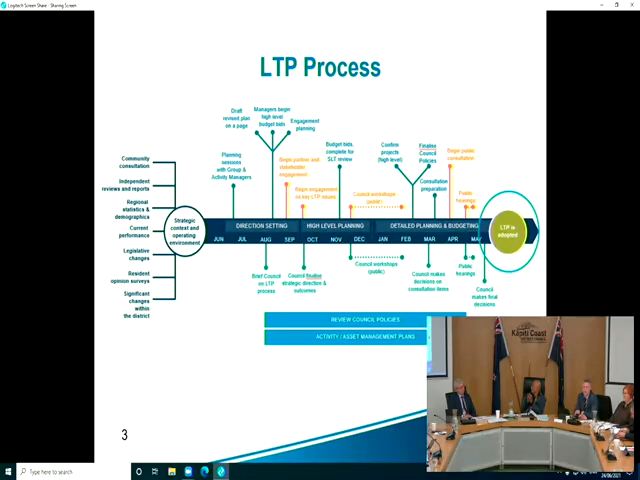 Logitech Screen Share - Sharing Screen
LTP Process
Draft
revised plan
on a page
Managers begin
high level
budget bids
Engagement
planning
Planning
sessions
with Group &
Activity Managers
Begin partner and
stakeholder
engagement
Begin engagement
on key LTP issues
Budget bids,
complete for
SLT review
Council workshops
(public)
Confirm
projects
(high level)
Finalise
Council
Policies
Consultation
preparation
Begin public
consultation
Public
hearings
Community
consultation
Independent
reviews and reports
Regional
statistics &
demographics
Current
performance
Legislative
changes
Resident
opinion surveys
Significant
changes
within
the district
Strategic
context and
operating
environment
DIRECTION SETTING
HIGH LEVEL PLANNING
DETAILED PLANNING & BUDGETING
JUN JUL AUG SEP OCT NOV DEC JAN FEB MAR APR MAY
LTP is
adopted
Brief Council
on LTP
process
Council finalise
strategic direction &
outcomes
Council workshops
(public)
Council makes
decisions on
consultation items
Public
hearings
Council
makes final
decisions
REVIEW COUNCIL POLICIES
ACTIVITY / ASSET MANAGEMENT PLANS
Kāpiti Coast
3
Type here to search
24/06/2021